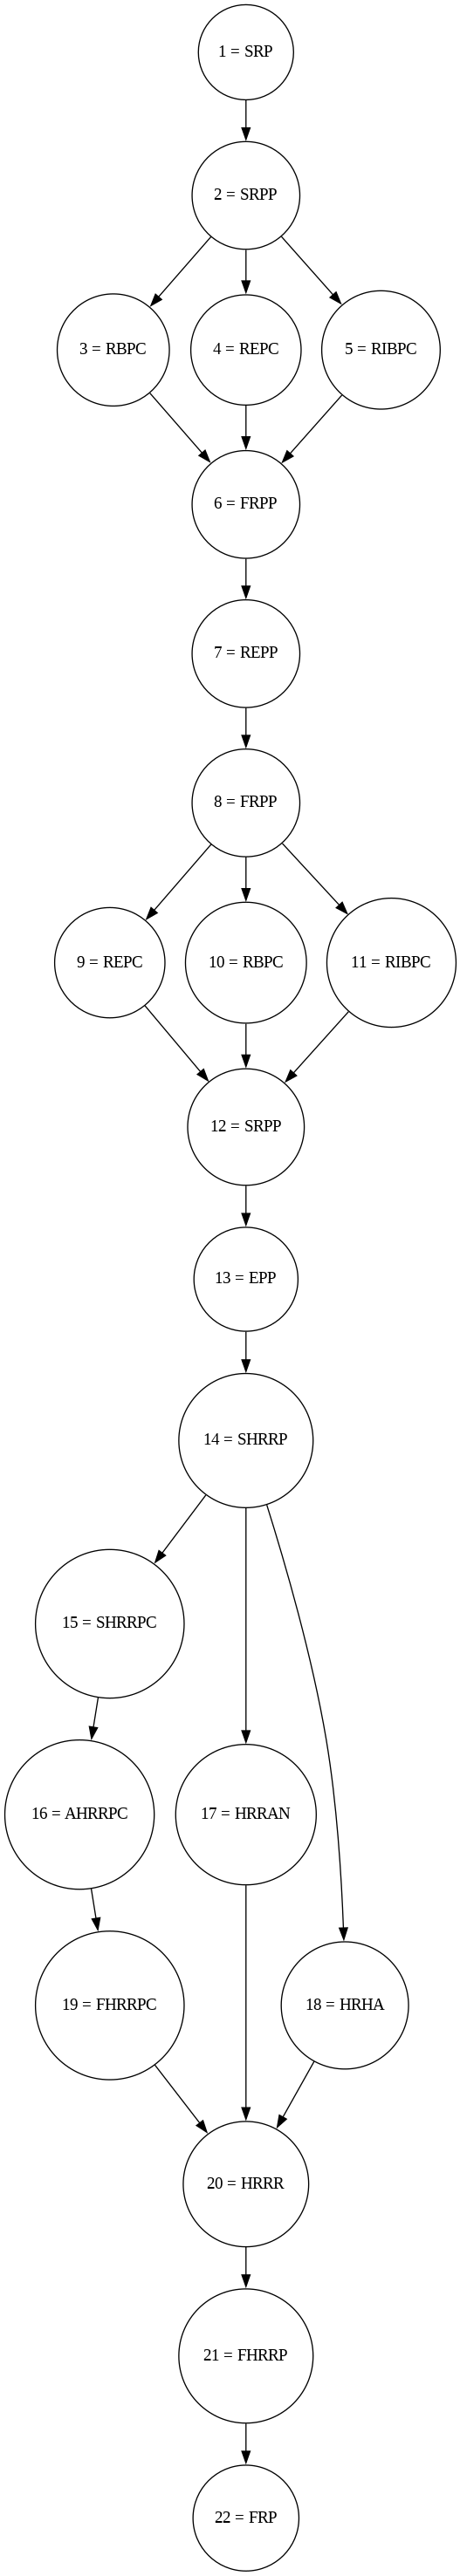 1 = SRP
2 = SRPP
3 = RBPC
4 = REPC
5 = RIBPC
6 = FRPP
7 = REPP
8 = FRPP
9 = REPC
10 = RBPC
11 = RIBPC
12 = SRPP
13 = EPP
14 = SHRRP
15 = SHRRPC
16 = AHRRPC
17 = HRRAN
19 = FHRRPC
18 = HRHA
20 = HRRR
21 = FHRRP
22 = FRP